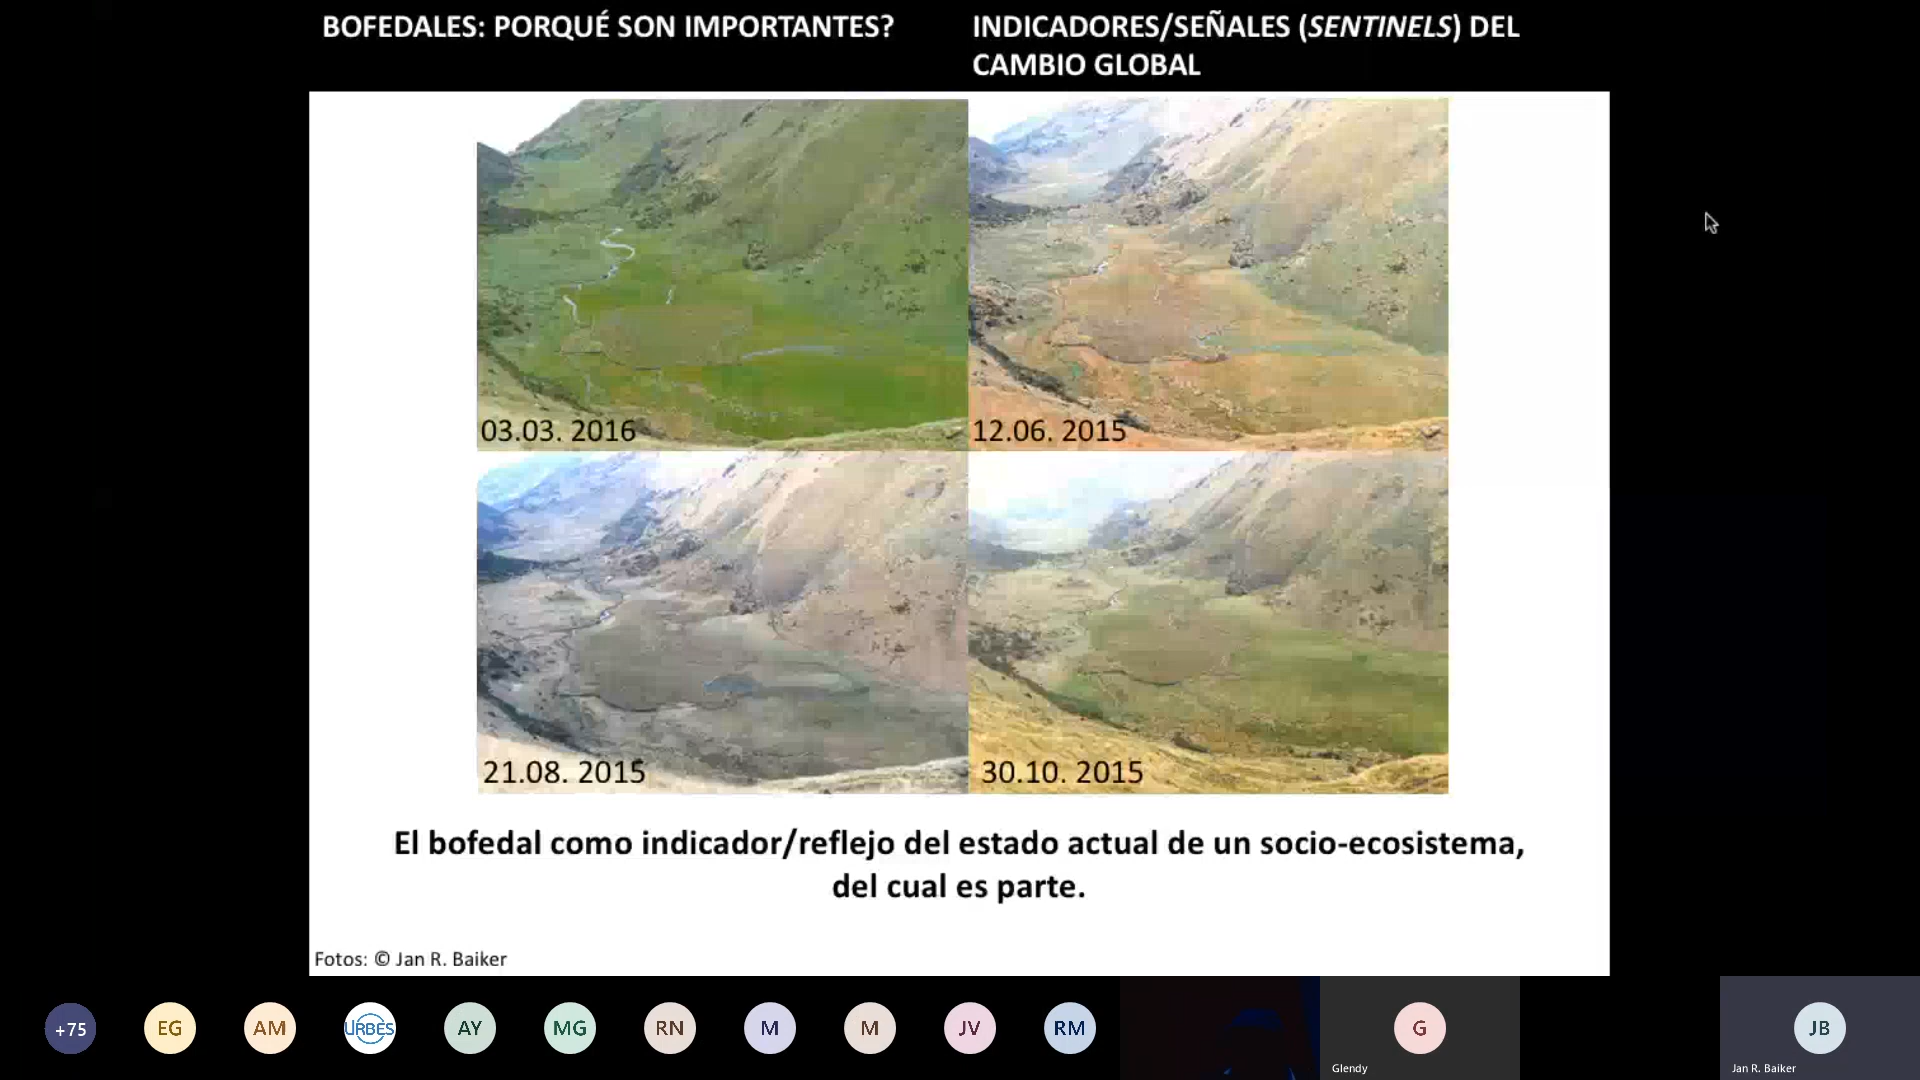 BOFEDALES: PORQUÉ SON IMPORTANTES?
INDICADORES/SEÑALES (SENTINELS) DEL
CAMBIO GLOBAL
03.03. 2016
12.06. 2015
21.08. 2015
30.10. 2015
El bofedal como indicador/reflejo del estado actual de un socio-ecosistema,
del cual es parte.
Fotos: © Jan R. Baiker
+75
EG
AM
URBES
AY
MG
RN
M
M
JV
RM
G
Glendy
JB
Jan R. Baiker